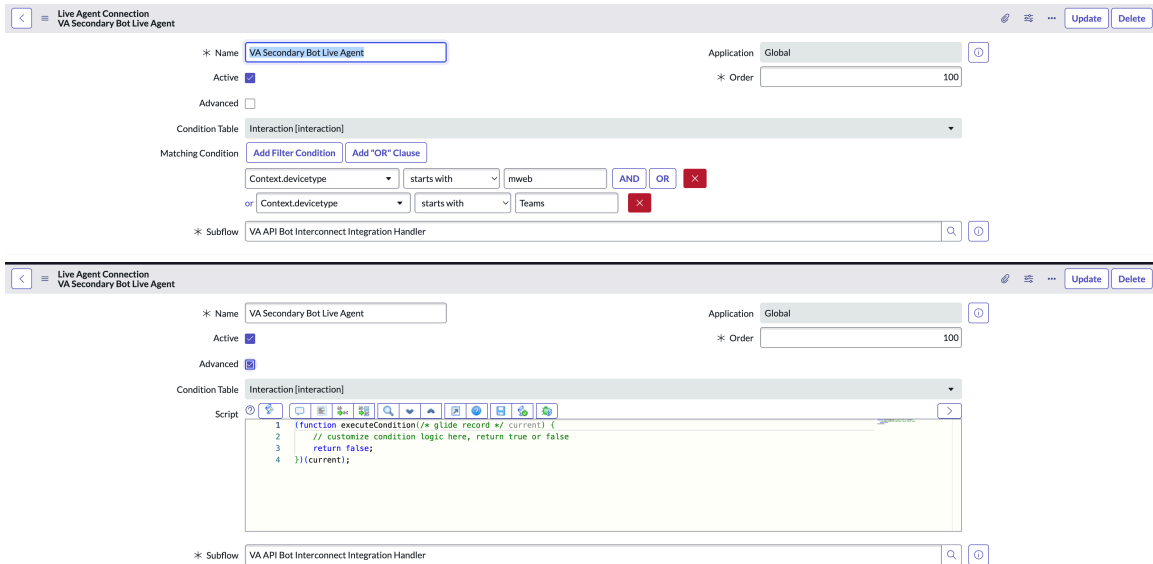 Live Agent Connection
VA Secondary Bot Live Agent
Update
Delete
Name
VA Secondary Bot Live Agent
Application
Global
Active
Order
100
Advanced
Condition Table
Interaction [interaction]
Matching Condition
Add Filter Condition
Add "OR" Clause
Context.devicetype
starts with
mweb
AND
OR
or
Context.devicetype
starts with
Teams
Subflow
VA API Bot Interconnect Integration Handler
Live Agent Connection
VA Secondary Bot Live Agent
Update
Delete
Name
VA Secondary Bot Live Agent
Application
Global
Active
Order
100
Advanced
Condition Table
Interaction [interaction]
Script
1 (function executeCondition(/* glide record */ current) {
2 // customize condition logic here, return true or false
3 return false;
4 })(current);
Subflow
VA API Bot Interconnect Integration Handler